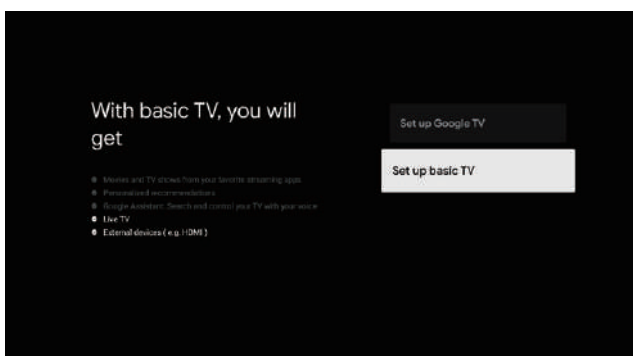 With basic TV, you will
get
Movies and TV shows from your favorite streaming apps
Personalized recommendations
Google Assistant: Search and control your TV with your voice
Live TV
External devices ( e.g. HDMI )
Set up Google TV
Set up basic TV